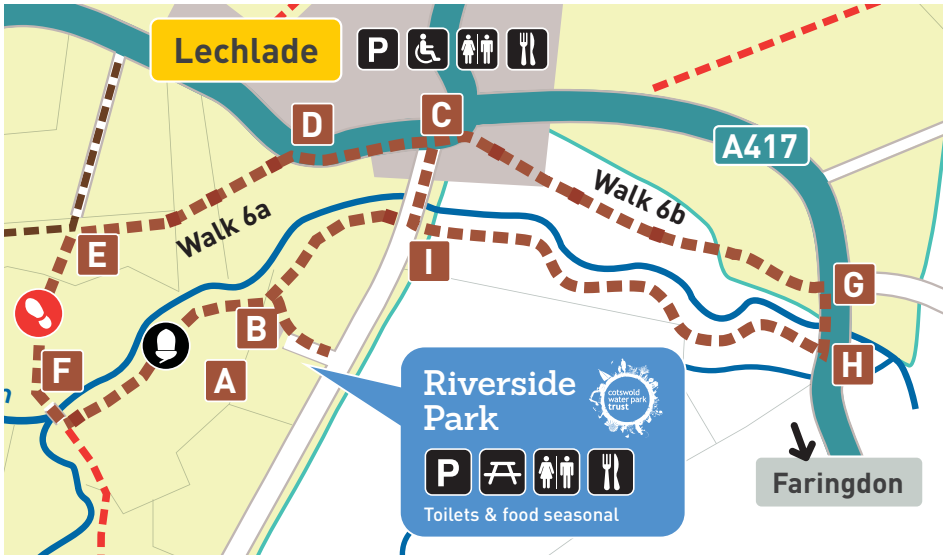 Lechlade
P
D
C
A417
Walk 6a
Walk 6b
E
I
G
B
F
A
H
Riverside
Park
cotswold
water park
trust
P
Toilets & food seasonal
Faringdon